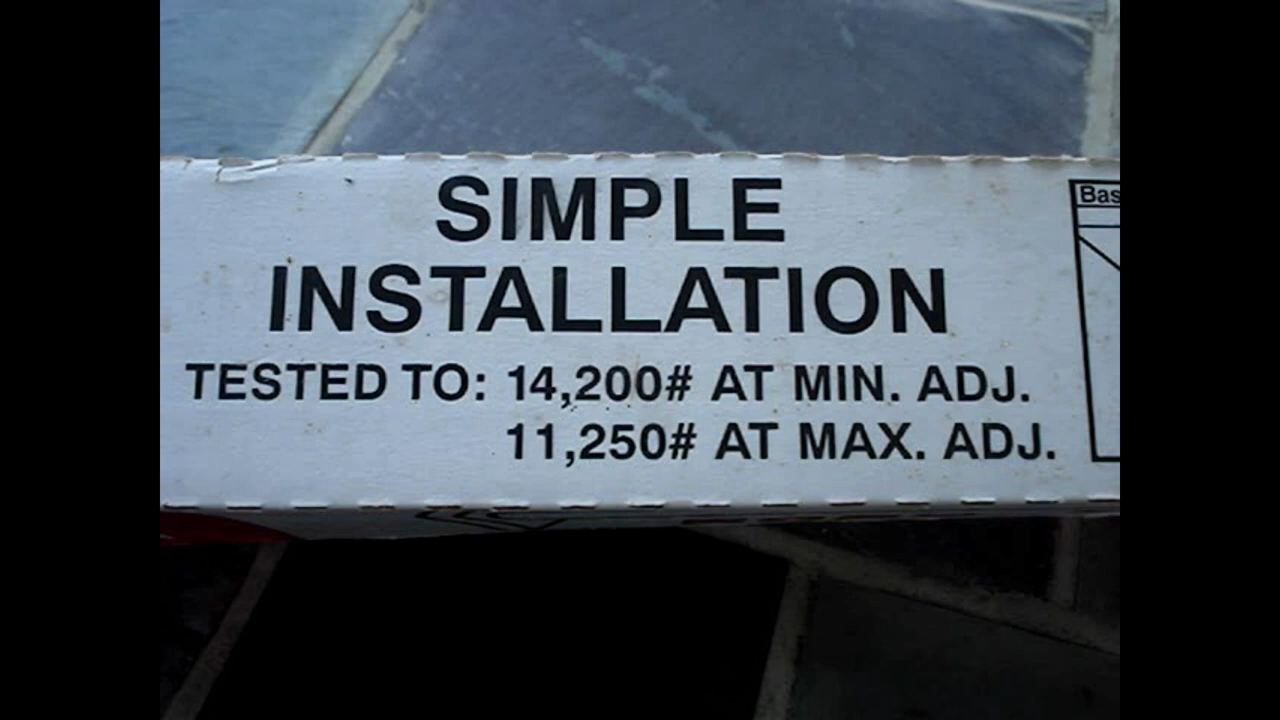 SIMPLE
INSTALLATION
TESTED TO: 14,200# AT MIN. ADJ.
11,250# AT MAX. ADJ.
Bas